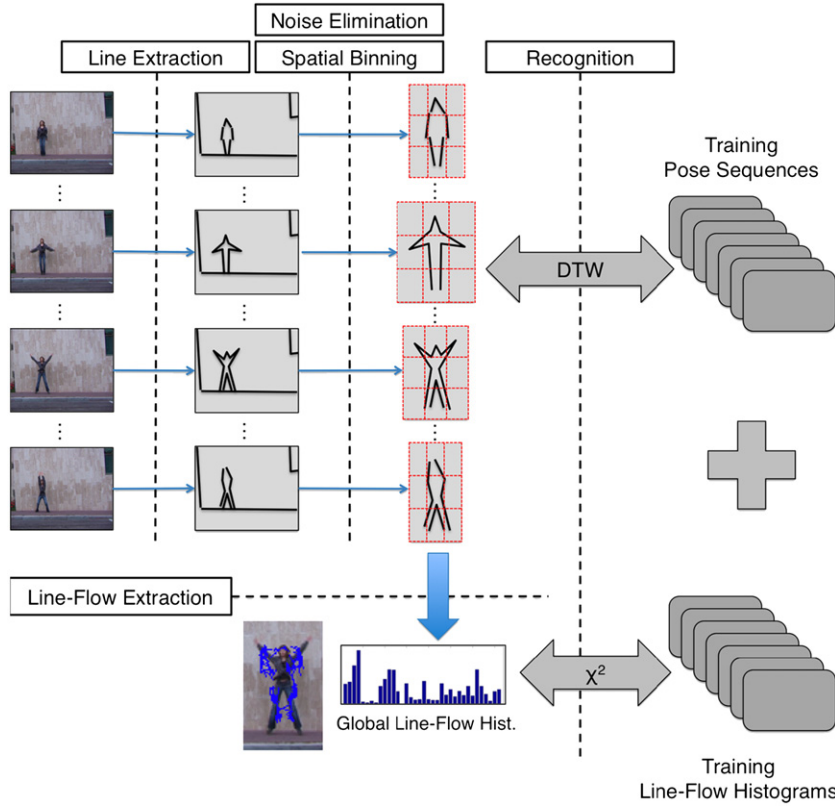 Noise Elimination
Line Extraction
Spatial Binning
Recognition
Training
Pose Sequences
DTW
Line-Flow Extraction
χ²
Global Line-Flow Hist.
Training
Line-Flow Histograms